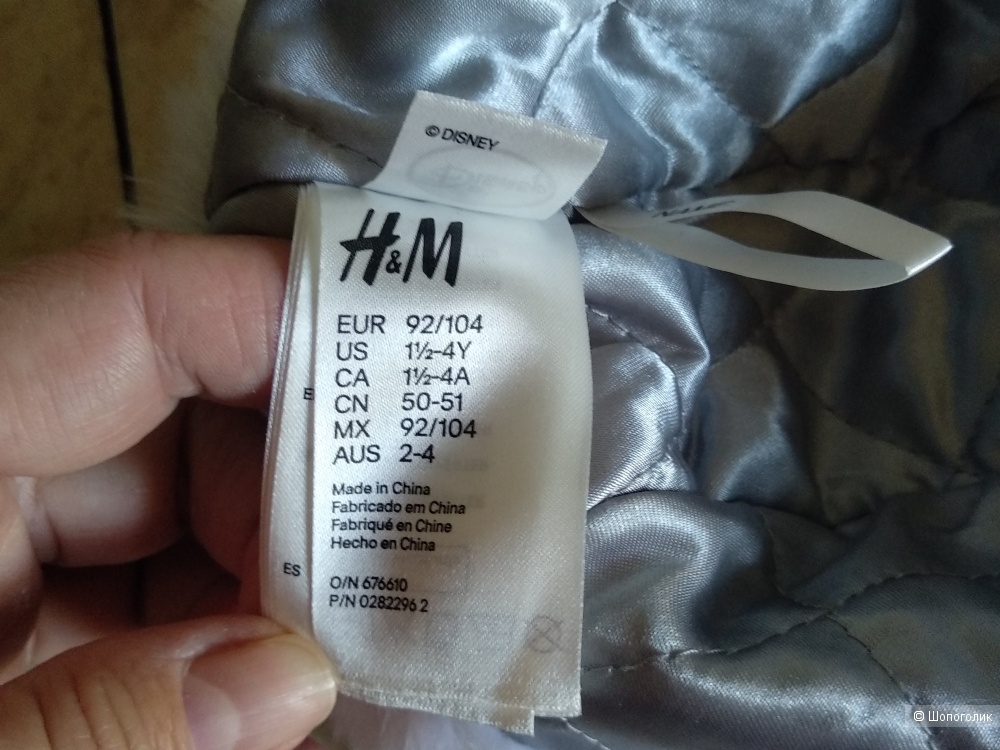 © DISNEY
H&M
EUR 92/104
US 1½-4Y
CA 1½-4A
CN 50-51
MX 92/104
AUS 2-4
Made in China
Fabricado em China
Fabriqué en Chine
Hecho en China
ES
O/N 676610
P/N 0282296 2
© Шопоголик